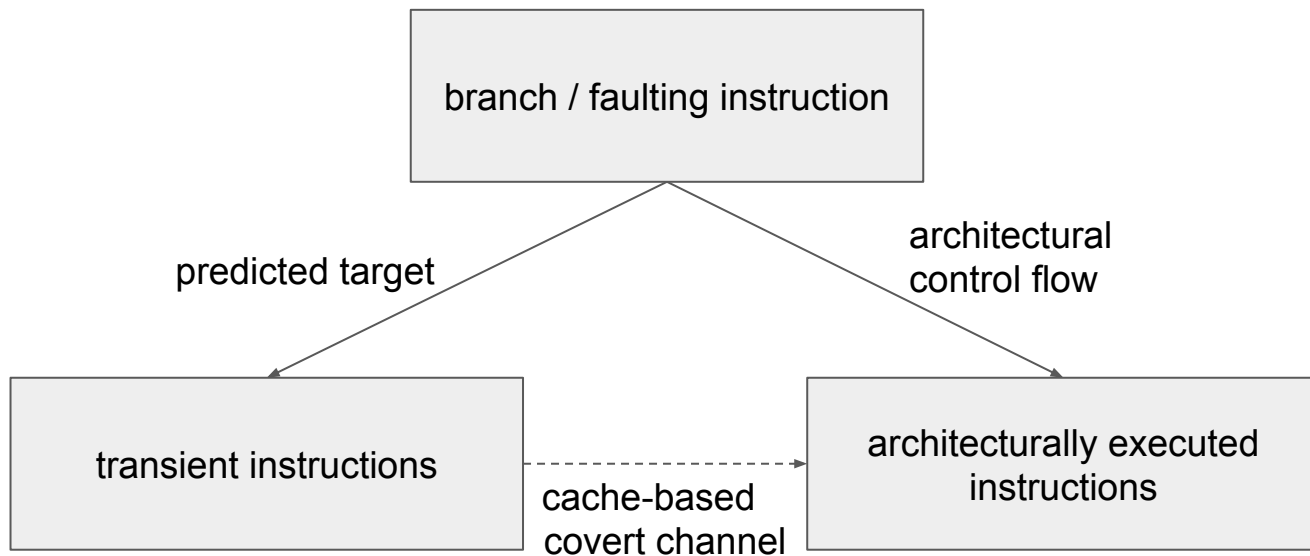 branch / faulting instruction
predicted target
architectural
control flow
transient instructions
cache-based
covert channel
architecturally executed
instructions